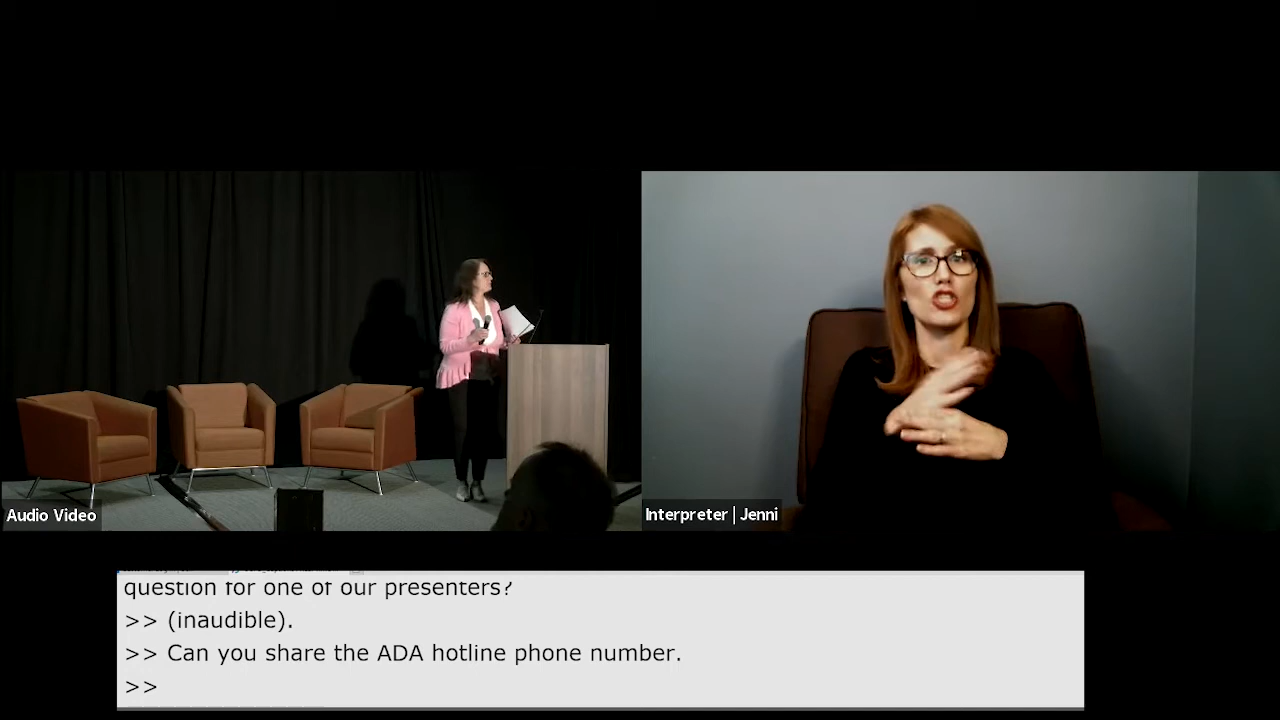 Audio Video
Interpreter | Jenni
question for one of our presenters?
>> (inaudible).
>> Can you share the ADA hotline phone number.
>>